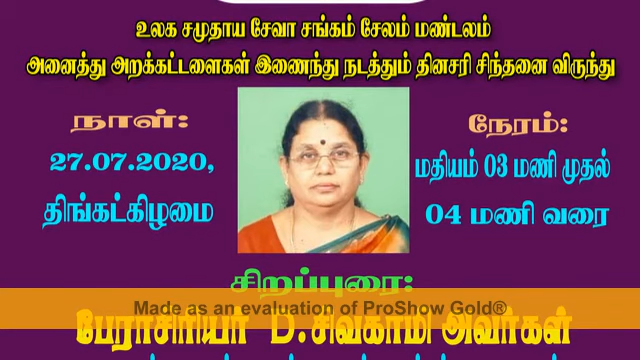 உலக சமுதாய சேவா சங்கம் சேலம் மண்டலம்
அனைத்து அறக்கட்டளைகள் இணைந்து நடத்தும் தினசரி சிந்தனை விருந்து
நாள்:
27.07.2020,
திங்கட்கிழமை
நேரம்:
மதியம் 03 மணி முதல்
04 மணி வரை
சிறப்புரை:
Made as an evaluation of ProShow Gold®
பேராசிரியர் D. சிவகாமி அவர்கள்